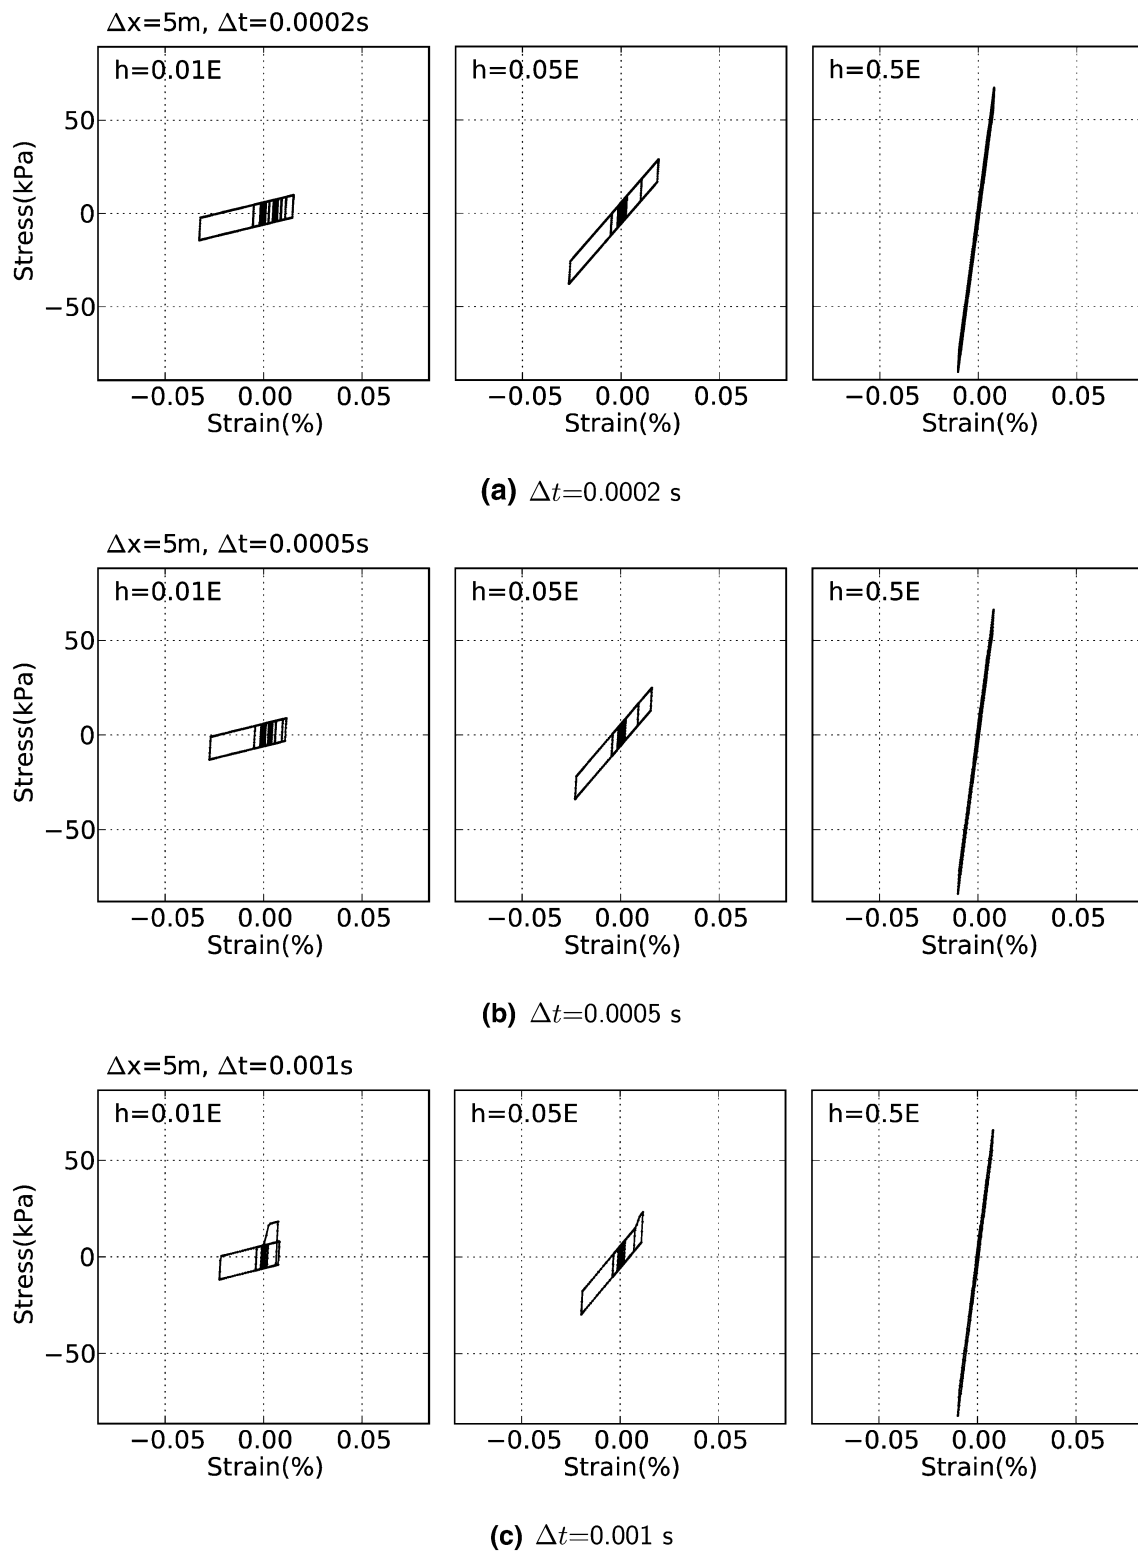 Δx=5m, Δt=0.0002s
h=0.01E h=0.05E h=0.5E
50
0
−50
Stress(kPa)
−0.05 0.00 0.05 −0.05 0.00 0.05 −0.05 0.00 0.05
Strain(%) Strain(%) Strain(%)
(a) Δt=0.0002 s
Δx=5m, Δt=0.0005s
h=0.01E h=0.05E h=0.5E
50
0
−50
Stress(kPa)
−0.05 0.00 0.05 −0.05 0.00 0.05 −0.05 0.00 0.05
Strain(%) Strain(%) Strain(%)
(b) Δt=0.0005 s
Δx=5m, Δt=0.001s
h=0.01E h=0.05E h=0.5E
50
0
−50
Stress(kPa)
−0.05 0.00 0.05 −0.05 0.00 0.05 −0.05 0.00 0.05
Strain(%) Strain(%) Strain(%)
(c) Δt=0.001 s